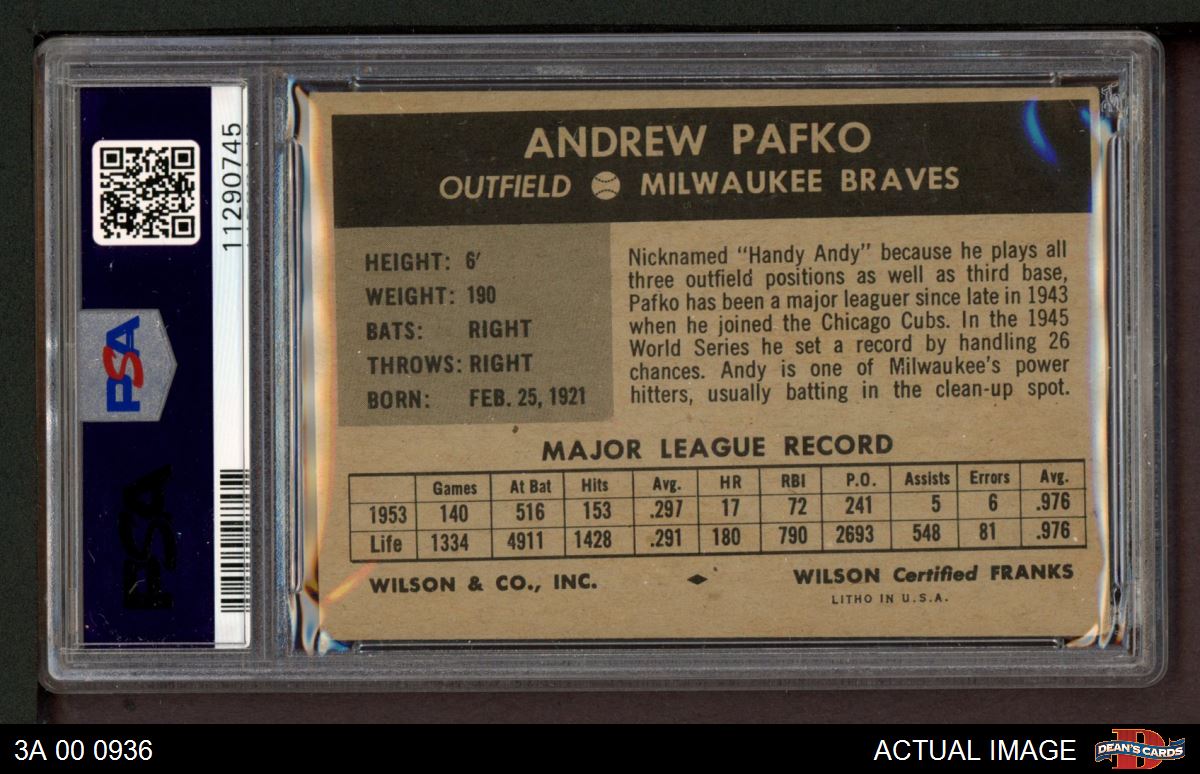 11290745
PSA
PSA
ANDREW PAFKO
OUTFIELD MILWAUKEE BRAVES
HEIGHT: 6'
WEIGHT: 190
BATS: RIGHT
THROWS: RIGHT
BORN: FEB. 25, 1921
Nicknamed "Handy Andy" because he plays all
three outfield positions as well as third base,
Pafko has been a major leaguer since late in 1943
when he joined the Chicago Cubs. In the 1945
World Series he set a record by handling 26
chances. Andy is one of Milwaukee's power
hitters, usually batting in the clean-up spot.
MAJOR LEAGUE RECORD
Games At Bat Hits Avg. HR RBI P.O. Assists Errors Avg.
1953 140 516 153 .297 17 72 241 5 6 .976
Life 1334 4911 1428 .291 180 790 2693 548 81 .976
WILSON & CO., INC. WILSON Certified FRANKS
LITHO IN U.S.A.
3A 00 0936
ACTUAL IMAGE
DEAN'S CARDS